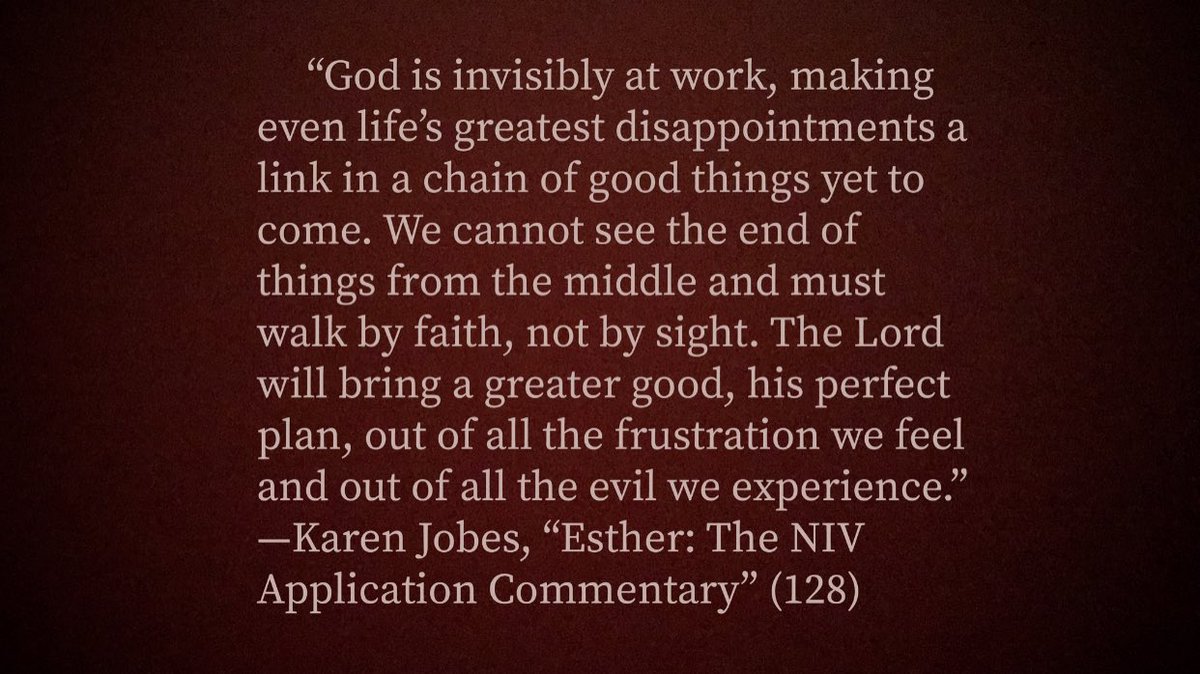 “God is invisibly at work, making
even life’s greatest disappointments a
link in a chain of good things yet to
come. We cannot see the end of
things from the middle and must
walk by faith, not by sight. The Lord
will bring a greater good, his perfect
plan, out of all the frustration we feel
and out of all the evil we experience.”
—Karen Jobes, “Esther: The NIV
Application Commentary” (128)